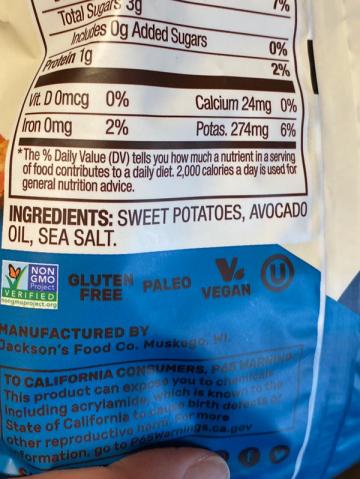 Total Sugars 3g
7%
Includes 0g Added Sugars 0%
Protein 1g 2%
Vit. D 0mcg 0% Calcium 24mg 0%
Iron 0mg 2% Potas. 274mg 6%
*The % Daily Value (DV) tells you how much a nutrient in a serving
of food contributes to a daily diet. 2,000 calories a day is used for
general nutrition advice.
INGREDIENTS: SWEET POTATOES, AVOCADO
OIL, SEA SALT.
NON
GMO
Project
VERIFIED
nongmoproject.org
GLUTEN
FREE
PALEO
V
VEGAN
U
MANUFACTURED BY
Jackson's Food Co. Muskego, WI.
TO CALIFORNIA CONSUMERS, P65 WARNING
This product can expose you to chemicals
including acrylamide, which is known to the
State of California to cause birth defects or
other reproductive harm. For more
formation, go to P65Warnings.ca.gov